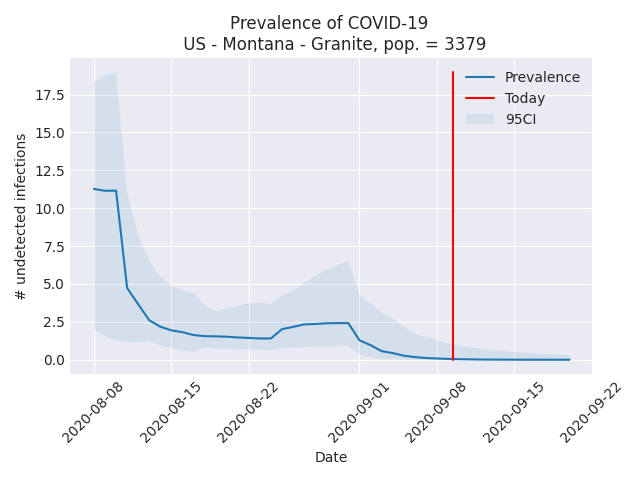 Prevalence of COVID-19
US - Montana - Granite, pop. = 3379
Prevalence
Today
95CI
17.5
15.0
12.5
10.0
7.5
5.0
2.5
0.0
# undetected infections
2020-08-08
2020-08-15
2020-08-22
2020-09-01
2020-09-08
2020-09-15
2020-09-22
Date